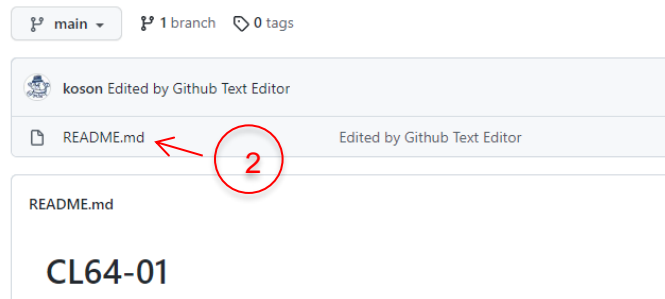 main 1 branch 0 tags
koson Edited by Github Text Editor
README.md Edited by Github Text Editor
2
README.md
CL64-01